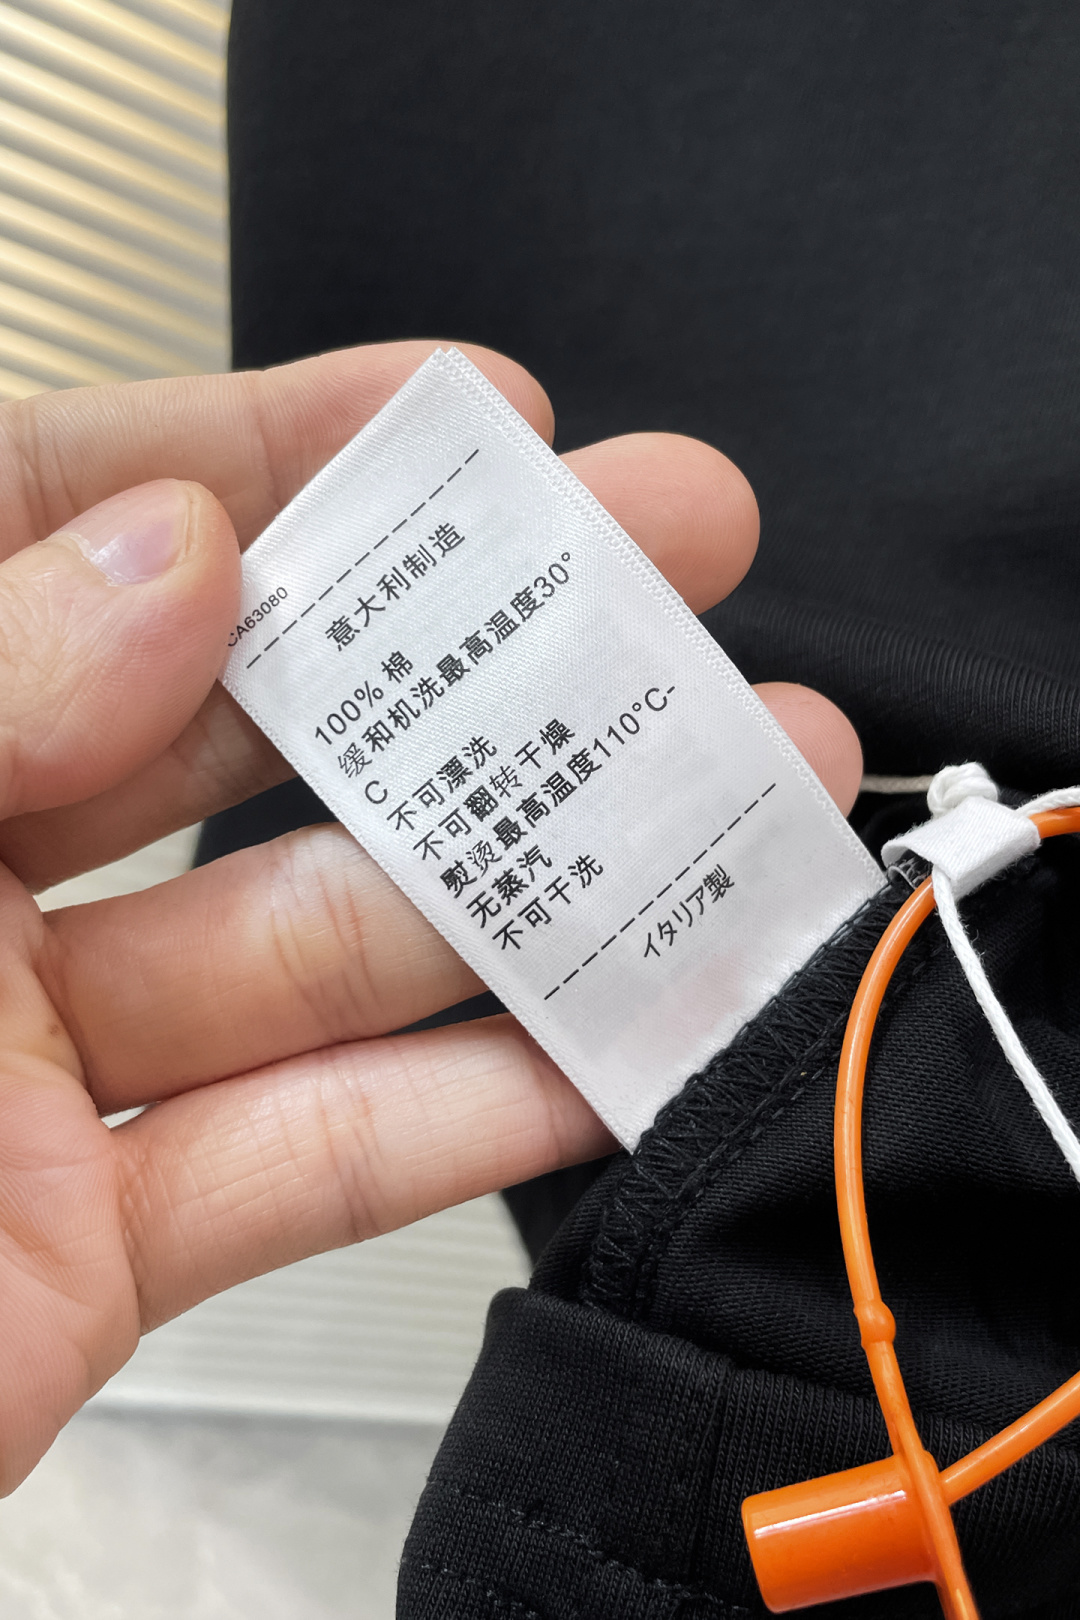 CA63080
意大利制造
100% 棉
缓和机洗最高温度30°
C
不可漂洗
不可翻转干燥
熨烫最高温度110°C-
无蒸汽
不可干洗
イタリア製